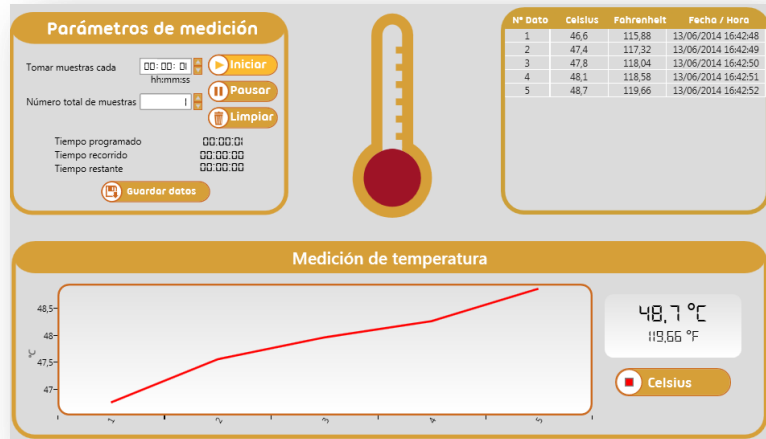 Parámetros de medición
Tomar muestras cada 00:00:01 Iniciar
hh:mm:ss
Pausar
Número total de muestras 1
Limpiar
Tiempo programado 00:00:01
Tiempo recorrido 00:00:00
Tiempo restante 00:00:00
Guardar datos
Nº Dato Celsius Fahrenheit Fecha / Hora
1 46,6 115,88 13/06/2014 16:42:48
2 47,4 117,32 13/06/2014 16:42:49
3 47,8 118,04 13/06/2014 16:42:50
4 48,1 118,58 13/06/2014 16:42:51
5 48,7 119,66 13/06/2014 16:42:52
Medición de temperatura
48,5
48
47,5
47
°C
1 2 3 4 5
48,7 °C
119,66 °F
Celsius